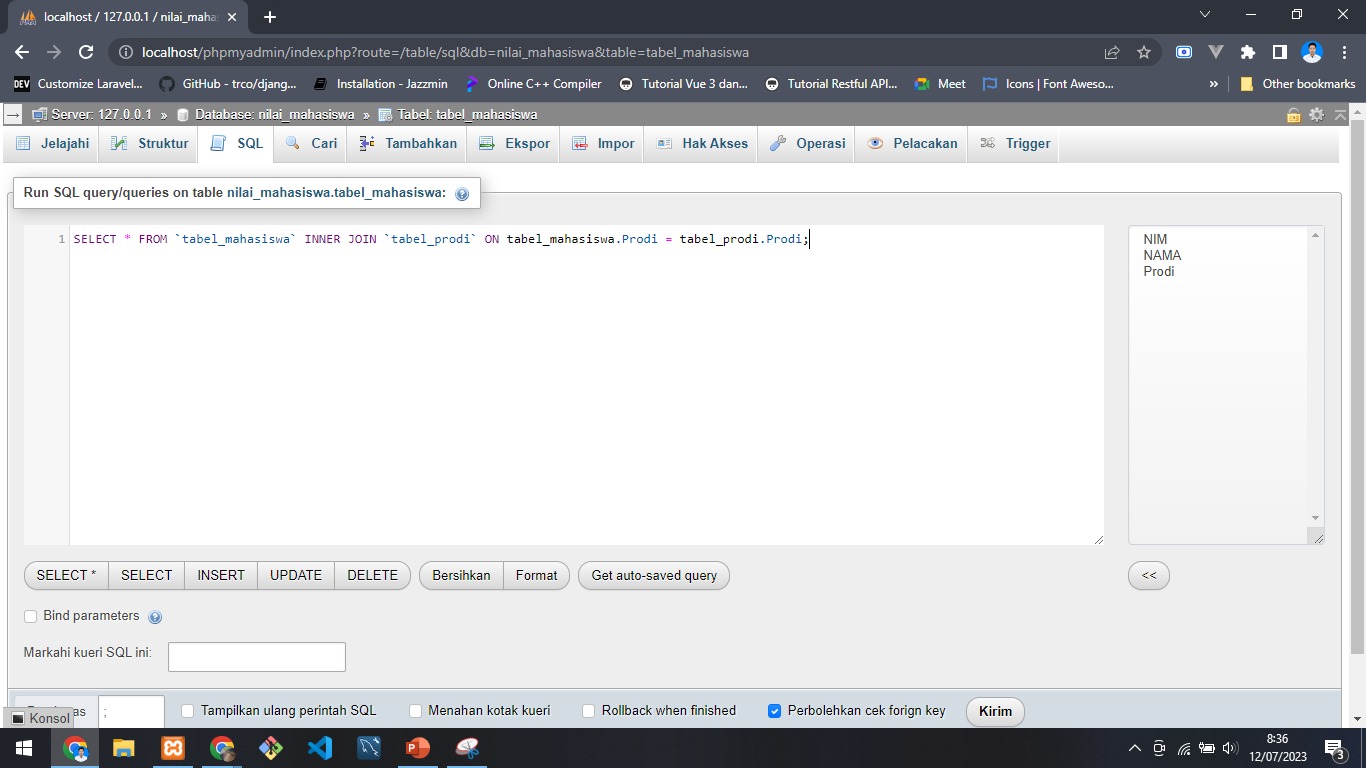 localhost / 127.0.0.1 / nilai_maha
localhost/phpmyadmin/index.php?route=/table/sql&db=nilai_mahasiswa&table=tabel_mahasiswa
DEV Customize Laravel... GitHub - trco/djang... Installation - Jazzmin Online C++ Compiler Tutorial Vue 3 dan... Tutorial Restful API... Meet Icons | Font Aweso... » Other bookmarks
Server: 127.0.0.1 » Database: nilai_mahasiswa » Tabel: tabel_mahasiswa
Jelajahi Struktur SQL Cari Tambahkan Ekspor Impor Hak Akses Operasi Pelacakan Trigger
Run SQL query/queries on table nilai_mahasiswa.tabel_mahasiswa:
1 SELECT * FROM `tabel_mahasiswa` INNER JOIN `tabel_prodi` ON tabel_mahasiswa.Prodi = tabel_prodi.Prodi;
NIM
NAMA
Prodi
SELECT * SELECT INSERT UPDATE DELETE Bersihkan Format Get auto-saved query <<
Bind parameters
Markahi kueri SQL ini:
; Tampilkan ulang perintah SQL Menahan kotak kueri Rollback when finished Perbolehkan cek forign key Kirim
Konsol
8:36
12/07/2023
3